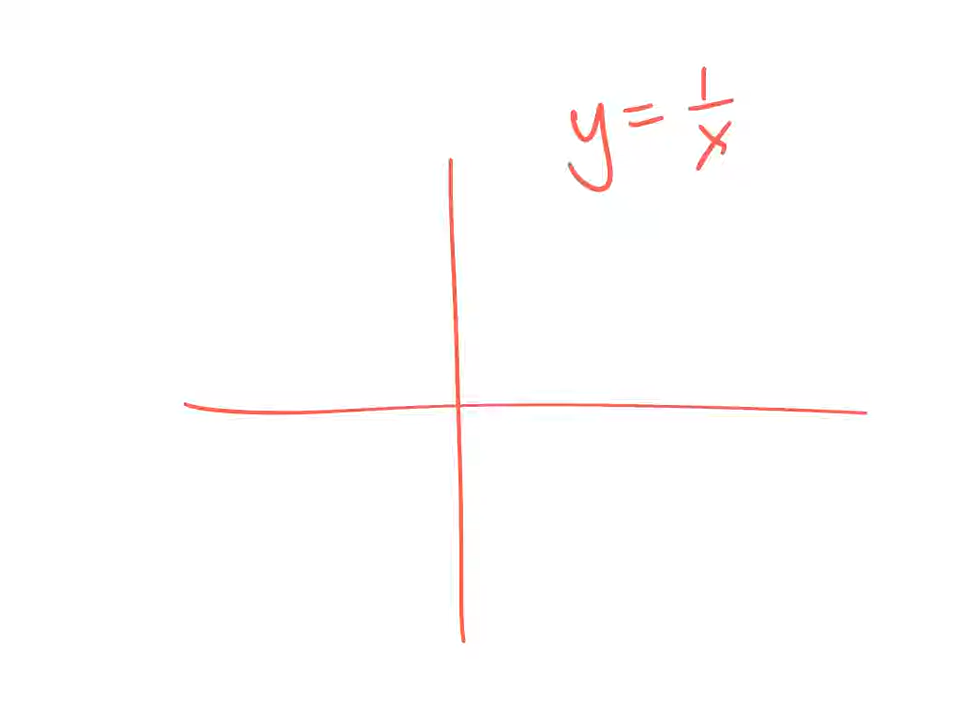 y = 1/x